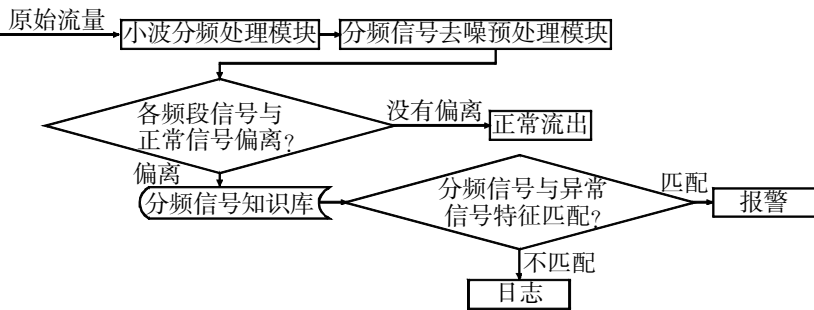 原始流量
小波分频处理模块
分频信号去噪预处理模块
各频段信号与
正常信号偏离?
没有偏离
正常流出
偏离
分频信号知识库
分频信号与异常
信号特征匹配?
匹配
报警
不匹配
日志